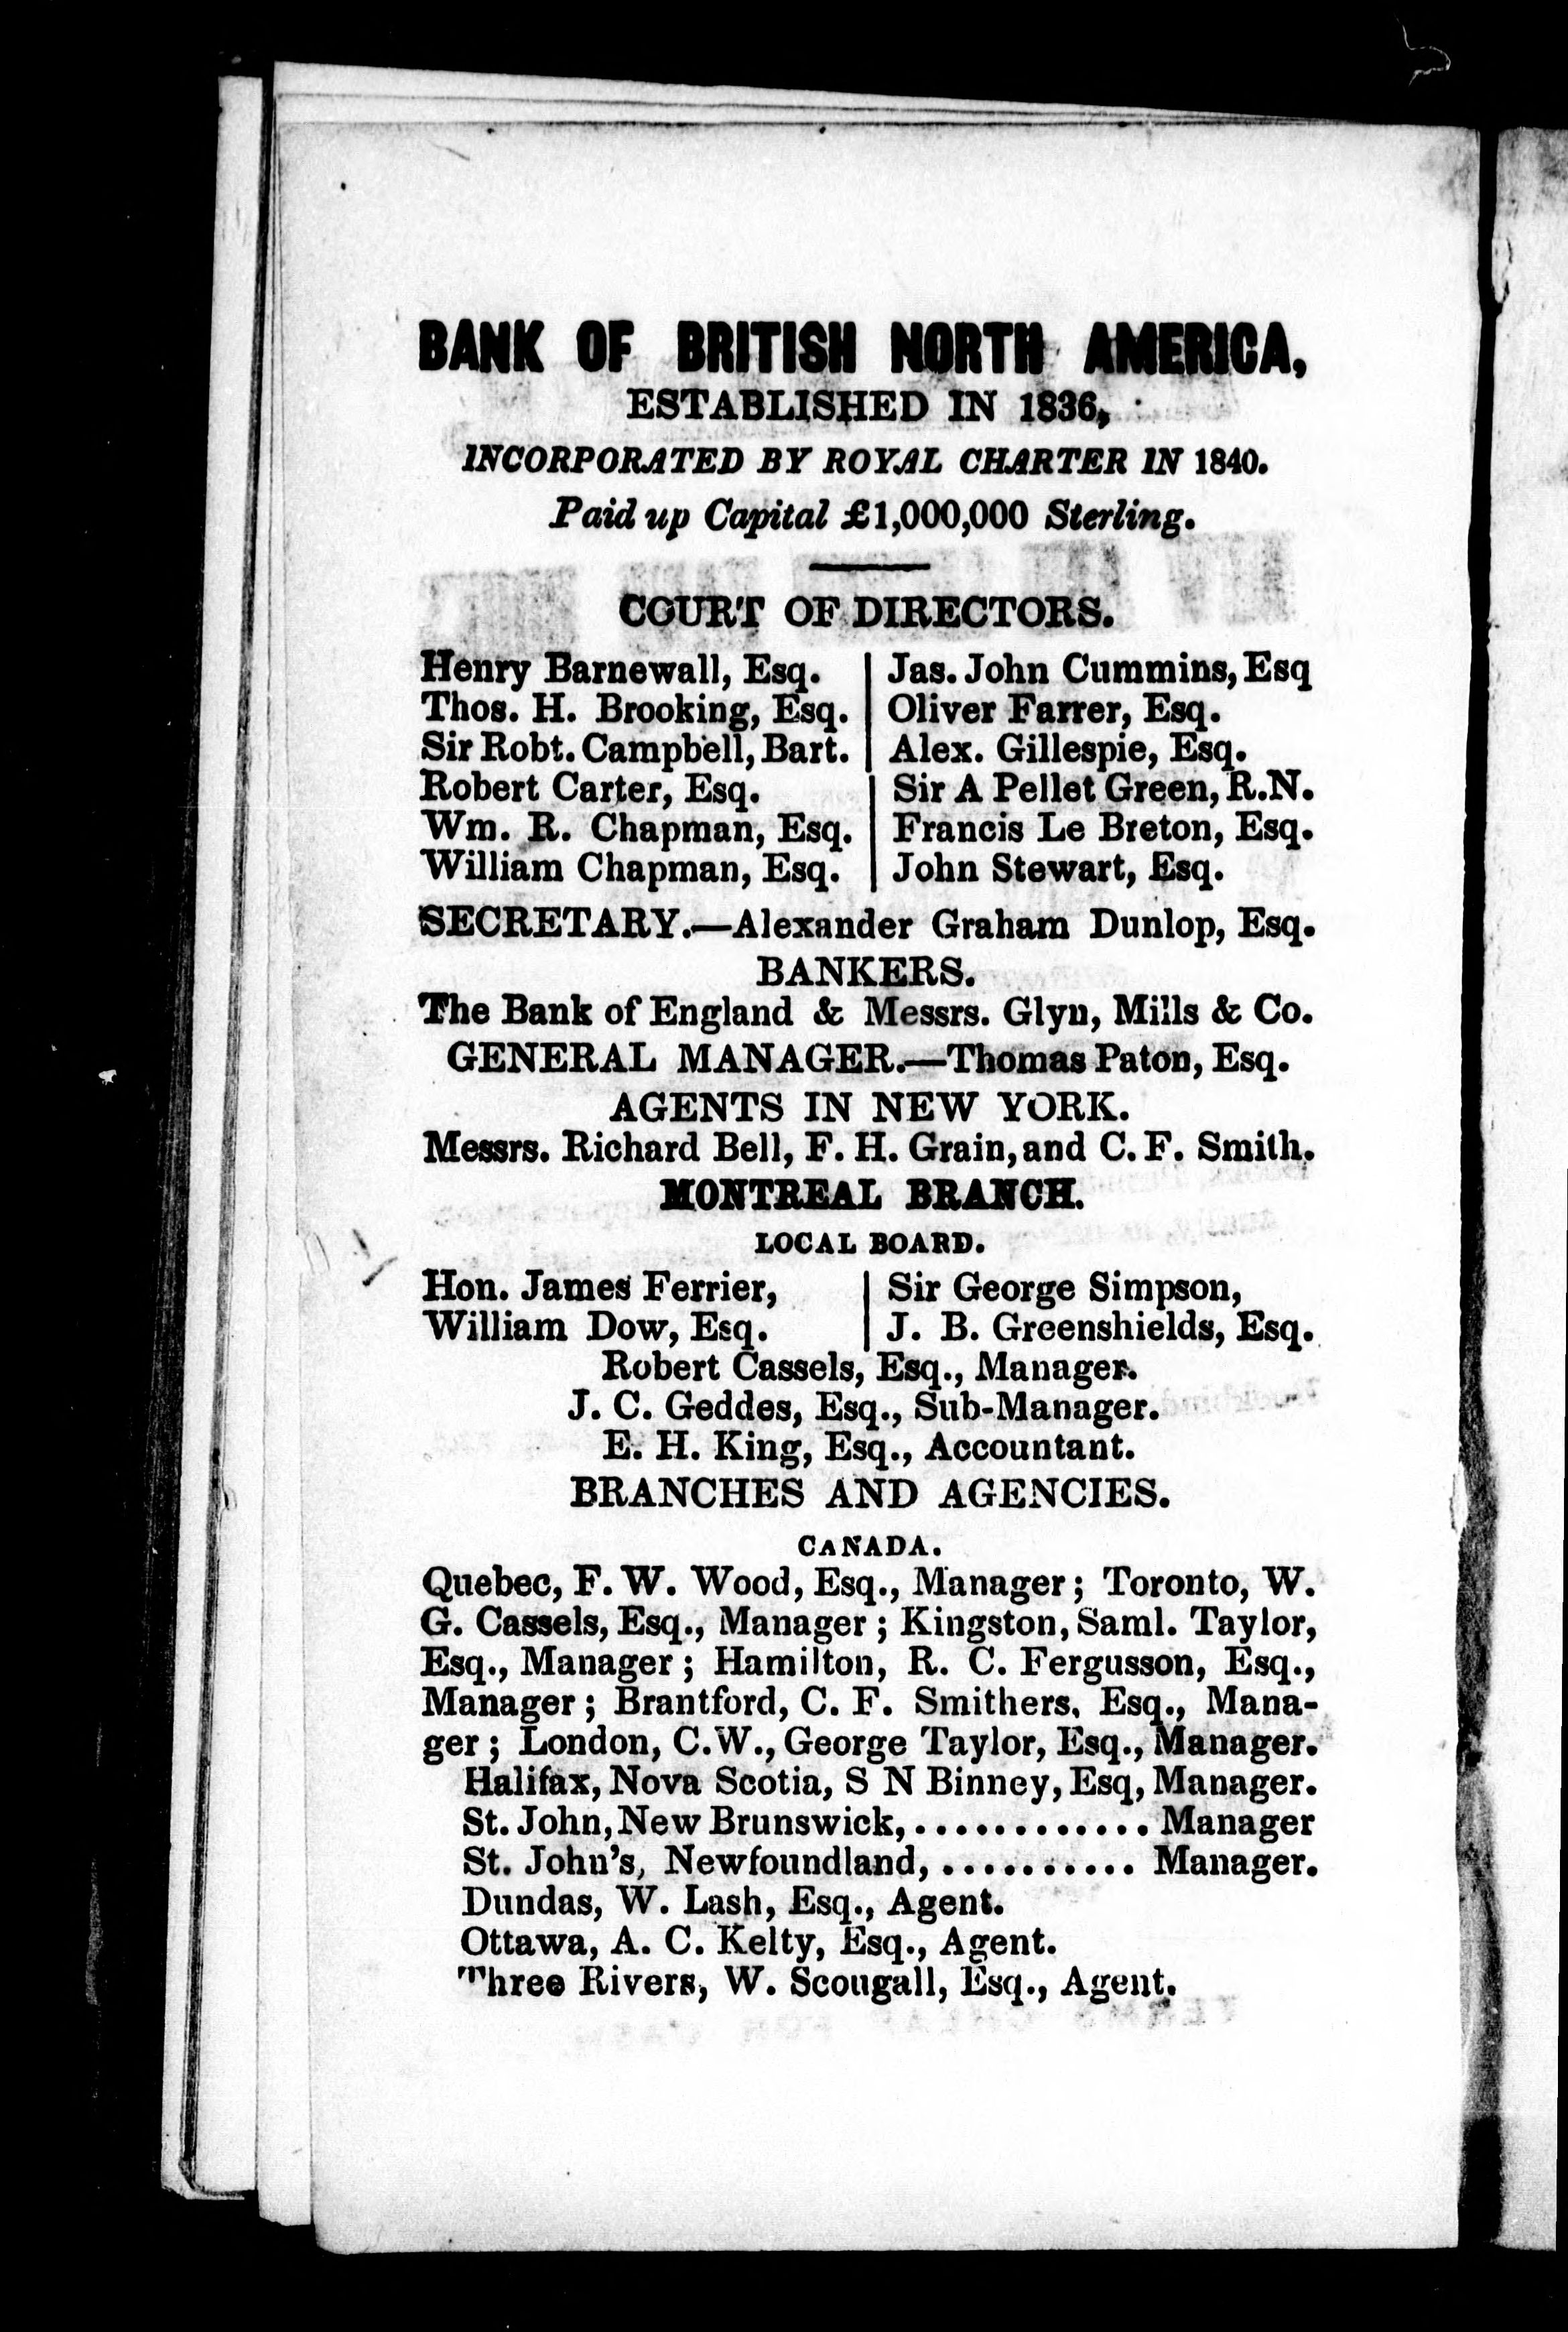 BANK OF BRITISH NORTH AMERICA,
ESTABLISHED IN 1836,
INCORPORATED BY ROYAL CHARTER IN 1840.
Paid up Capital £1,000,000 Sterling.
COURT OF DIRECTORS.
Henry Barnewall, Esq. | Jas. John Cummins, Esq
Thos. H. Brooking, Esq. | Oliver Farrer, Esq.
Sir Robt. Campbell, Bart. | Alex. Gillespie, Esq.
Robert Carter, Esq. | Sir A Pellet Green, R.N.
Wm. R. Chapman, Esq. | Francis Le Breton, Esq.
William Chapman, Esq. | John Stewart, Esq.
SECRETARY.—Alexander Graham Dunlop, Esq.
BANKERS.
The Bank of England & Messrs. Glyn, Mills & Co.
GENERAL MANAGER.—Thomas Paton, Esq.
AGENTS IN NEW YORK.
Messrs. Richard Bell, F. H. Grain, and C. F. Smith.
MONTREAL BRANCH.
LOCAL BOARD.
Hon. James Ferrier, | Sir George Simpson,
William Dow, Esq. | J. B. Greenshields, Esq.
Robert Cassels, Esq., Manager.
J. C. Geddes, Esq., Sub-Manager.
E. H. King, Esq., Accountant.
BRANCHES AND AGENCIES.
CANADA.
Quebec, F. W. Wood, Esq., Manager; Toronto, W.
G. Cassels, Esq., Manager; Kingston, Saml. Taylor,
Esq., Manager; Hamilton, R. C. Fergusson, Esq.,
Manager; Brantford, C. F. Smithers, Esq., Mana-
ger; London, C.W., George Taylor, Esq., Manager.
Halifax, Nova Scotia, S N Binney, Esq, Manager.
St. John, New Brunswick,............. Manager
St. John's, Newfoundland,........... Manager.
Dundas, W. Lash, Esq., Agent.
Ottawa, A. C. Kelty, Esq., Agent.
Three Rivers, W. Scougall, Esq., Agent.